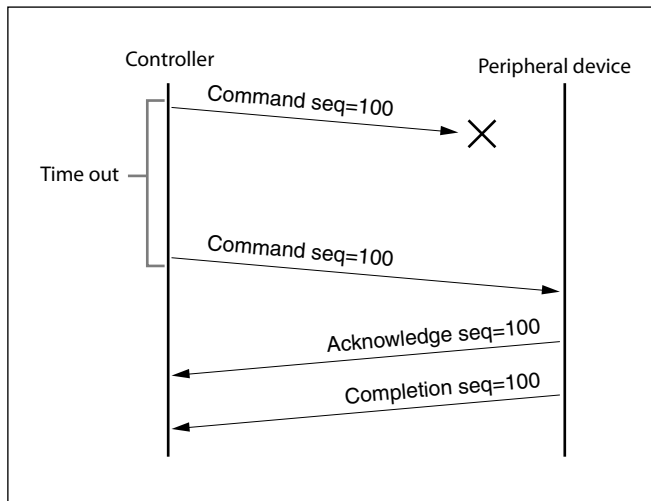 Controller
Peripheral device
Command seq=100
Time out
Command seq=100
Acknowledge seq=100
Completion seq=100